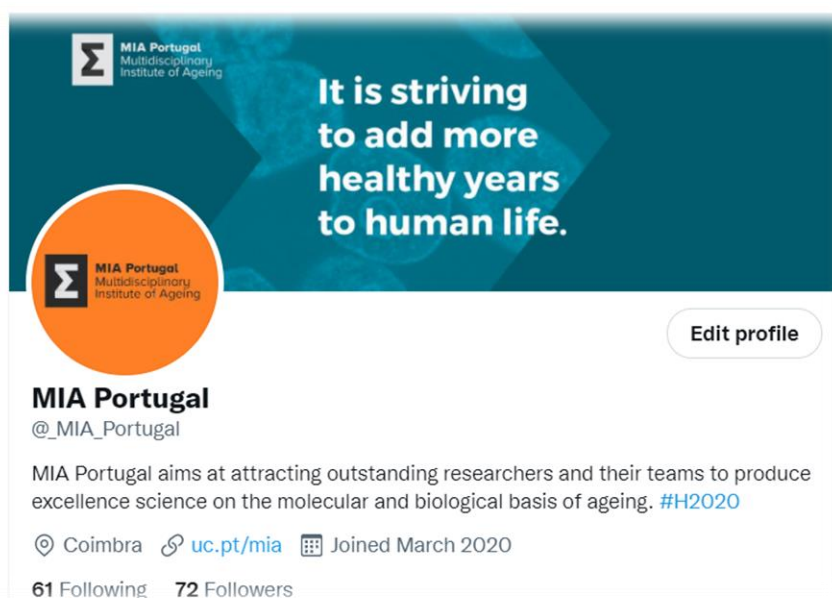 MIA Portugal
Multidisciplinary
Institute of Ageing
It is striving
to add more
healthy years
to human life.
MIA Portugal
Multidisciplinary
Institute of Ageing
Edit profile
MIA Portugal
@_MIA_Portugal
MIA Portugal aims at attracting outstanding researchers and their teams to produce
excellence science on the molecular and biological basis of ageing. #H2020
Coimbra uc.pt/mia Joined March 2020
61 Following 72 Followers